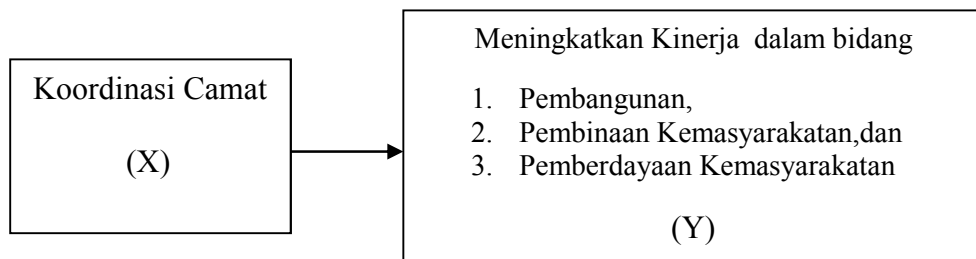 Koordinasi Camat
(X)
Meningkatkan Kinerja dalam bidang
1. Pembangunan,
2. Pembinaan Kemasyarakatan,dan
3. Pemberdayaan Kemasyarakatan
(Y)